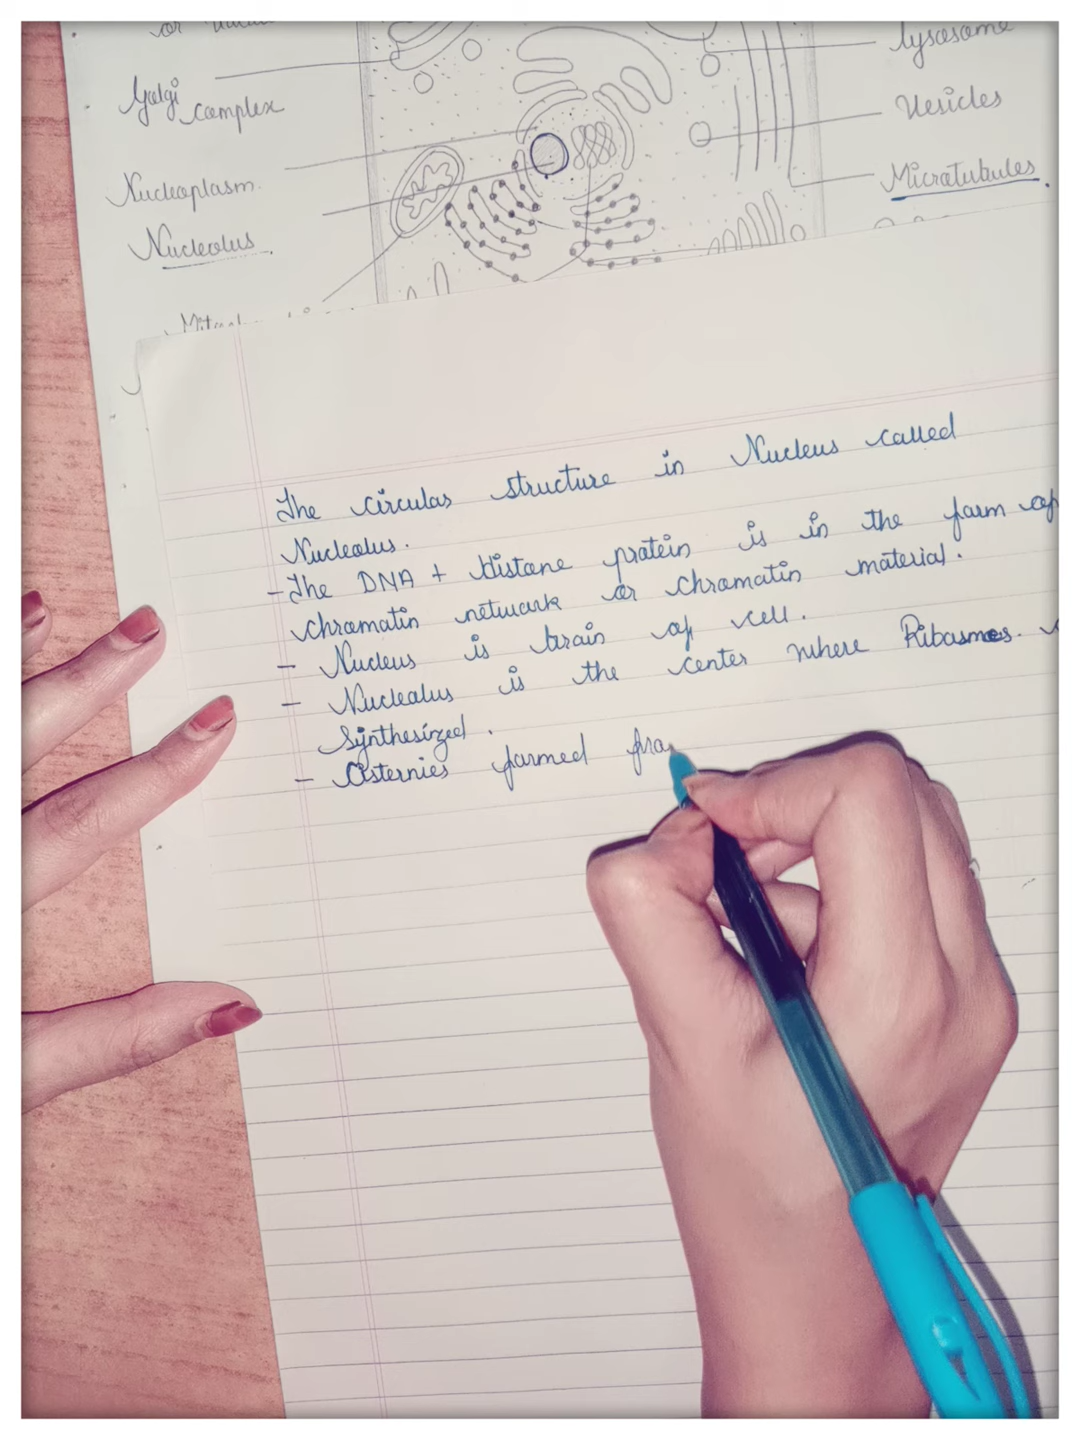 Golgi
complex
Nucleoplasm.
Nucleolus.
lysosome
Vesicles
Microtubules.
The circular structure in Nucleus called
Nucleolus.
- The DNA + Histone protein is in the form of
chromatin network or chromatin material.
- Nucleus is brain of cell.
- Nucleolus is the center where Ribosmes.
Synthesized.
- Cisternies formed fro